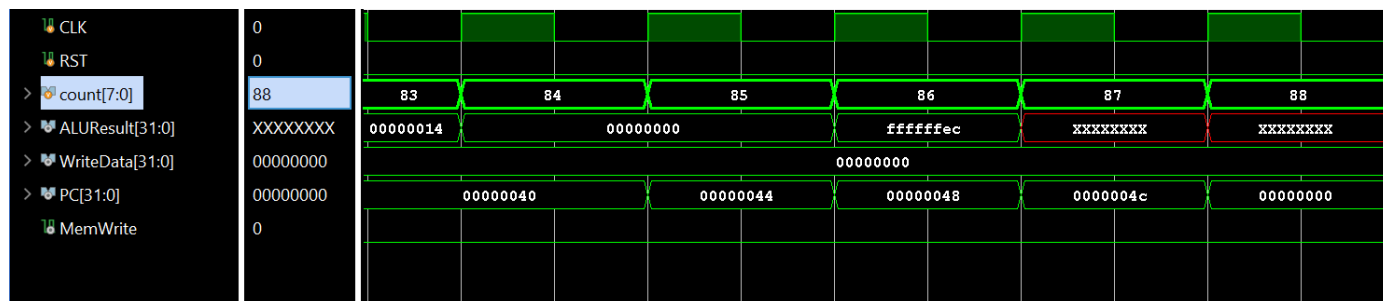 CLK 0
RST 0
count[7:0] 88 83 84 85 86 87 88
ALUResult[31:0] XXXXXXXX 00000014 00000000 ffffffec XXXXXXXX XXXXXXXX
WriteData[31:0] 00000000 00000000
PC[31:0] 00000000 00000040 00000044 00000048 0000004c 00000000
MemWrite 0